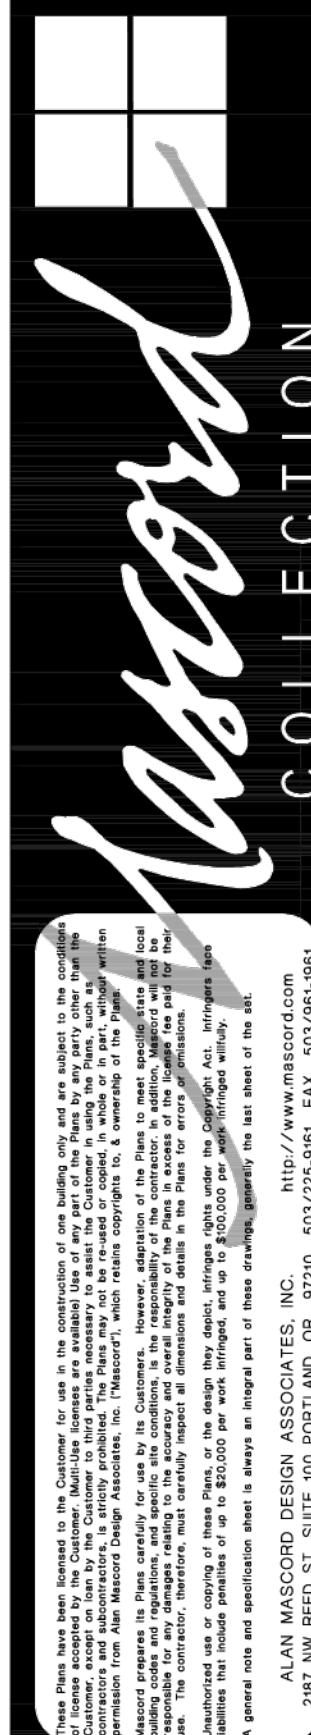 Mascord
COLLECTION
These Plans have been licensed to the Customer for use in the construction of one building only and are subject to the conditions
of license accepted by the Customer. (Multi-Use licenses are available) Use of any part of the Plans by any party other than the
Customer, except on loan by the Customer to third parties necessary to assist the Customer in using the Plans, such as
contractors and subcontractors, is strictly prohibited. The Plans may not be re-used or copied, in whole or in part, without written
permission from Alan Mascord Design Associates, Inc. ("Mascord"), which retains copyrights to, & ownership of the Plans.
Mascord prepares its Plans carefully for use by its Customers. However, adaptation of the Plans to meet specific state and local
building codes and regulations, and specific site conditions, is the responsibility of the contractor. In addition, Mascord will not be
responsible for any damages relating to the accuracy and overall integrity of the Plans in excess of the license fee paid for their
use. The contractor, therefore, must carefully inspect all dimensions and details in the Plans for errors or omissions.
Unauthorized use or copying of these Plans, or the design they depict, infringes rights under the Copyright Act. Infringers face
liabilities that include penalties of up to $20,000 per work infringed, and up to $100,000 per work infringed willfully.
A general note and specification sheet is always an integral part of these drawings, generally the last sheet of the set.
ALAN MASCORD DESIGN ASSOCIATES, INC. http://www.mascord.com
2187 NW REED ST. SUITE 100 PORTLAND, OR. 97210 503/225-9161 FAX 503/961-1961